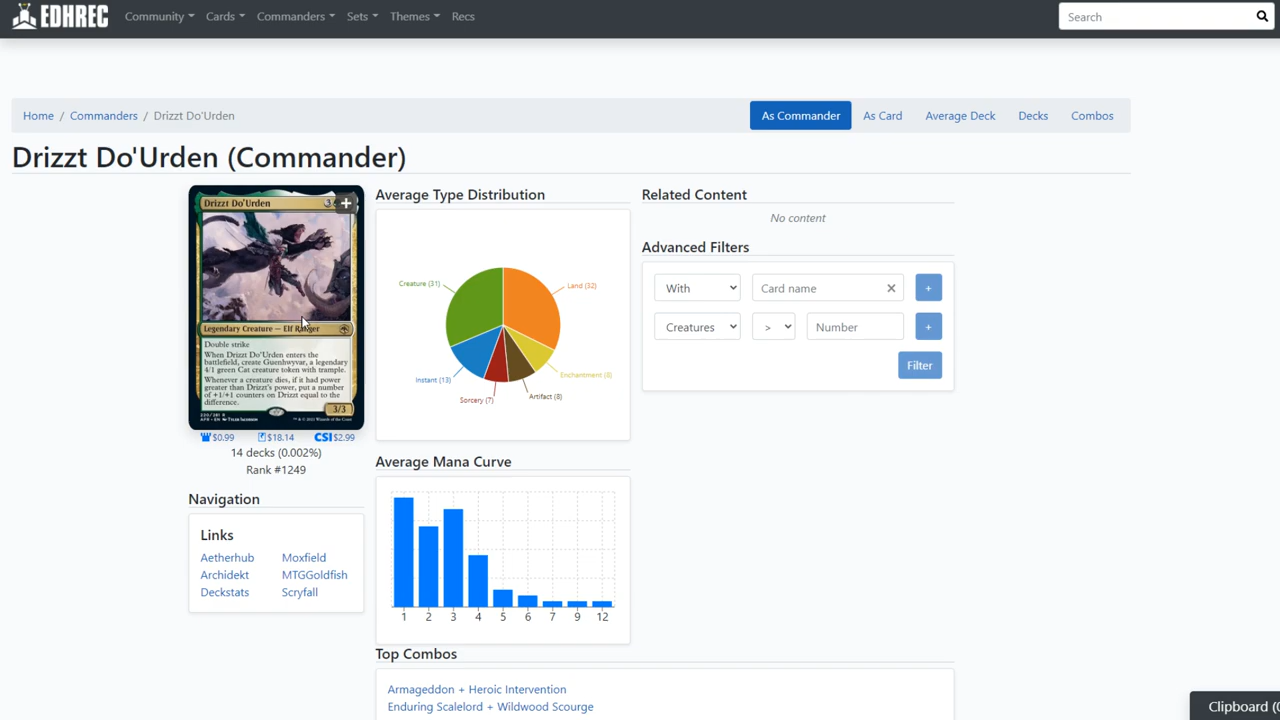 EDHREC
Community
Cards
Commanders
Sets
Themes
Recs
Search
Home / Commanders / Drizzt Do'Urden
As Commander
As Card
Average Deck
Decks
Combos
Drizzt Do'Urden (Commander)
Drizzt Do'Urden 3
Legendary Creature — Elf Ranger
Double strike
When Drizzt Do'Urden enters the
battlefield, create Guenhwyvar, a legendary
4/1 green Cat creature token with trample.
Whenever a creature dies, if it had power
greater than Drizzt's power, put a number
of +1/+1 counters on Drizzt equal to the
difference.
3/3
$0.99
$18.14
CSI $2.99
14 decks (0.002%)
Rank #1249
Navigation
Links
Aetherhub
Moxfield
Archidekt
MTGGoldfish
Deckstats
Scryfall
Average Type Distribution
Creature (31)
Land (32)
Instant (13)
Enchantment (8)
Sorcery (7)
Artifact (8)
Average Mana Curve
1 2 3 4 5 6 7 9 12
Top Combos
Armageddon + Heroic Intervention
Enduring Scalelord + Wildwood Scourge
Related Content
No content
Advanced Filters
With
Card name
+
Creatures
>
Number
+
Filter
Clipboard (